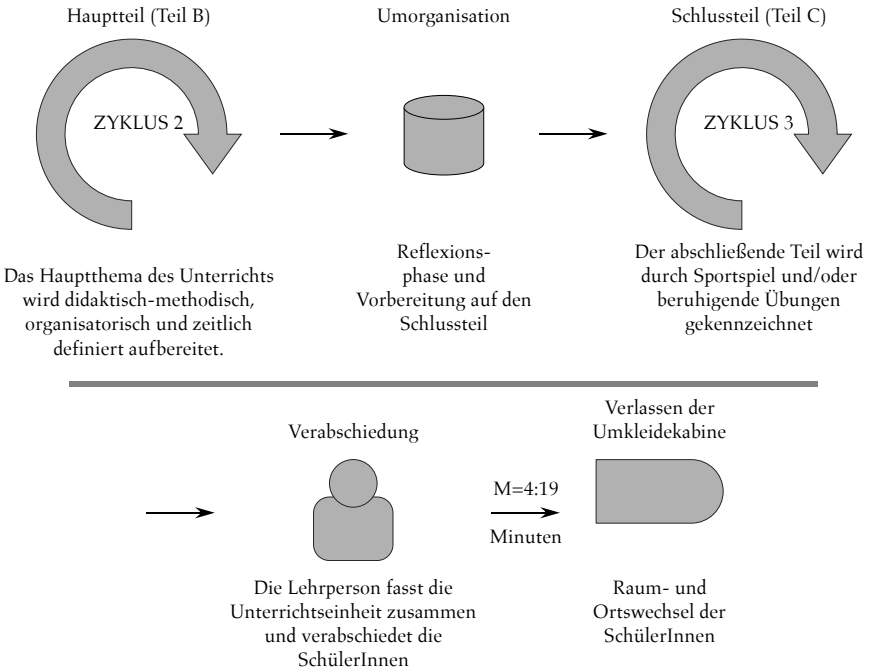 Hauptteil (Teil B)
Umorganisation
Schlussteil (Teil C)
ZYKLUS 2
ZYKLUS 3
Das Hauptthema des Unterrichts
wird didaktisch-methodisch,
organisatorisch und zeitlich
definiert aufbereitet.
Reflexions-
phase und
Vorbereitung auf den
Schlussteil
Der abschließende Teil wird
durch Sportspiel und/oder
beruhigende Übungen
gekennzeichnet
Verabschiedung
Verlassen der
Umkleidekabine
M=4:19
Minuten
Die Lehrperson fasst die
Unterrichtseinheit zusammen
und verabschiedet die
SchülerInnen
Raum- und
Ortswechsel der
SchülerInnen